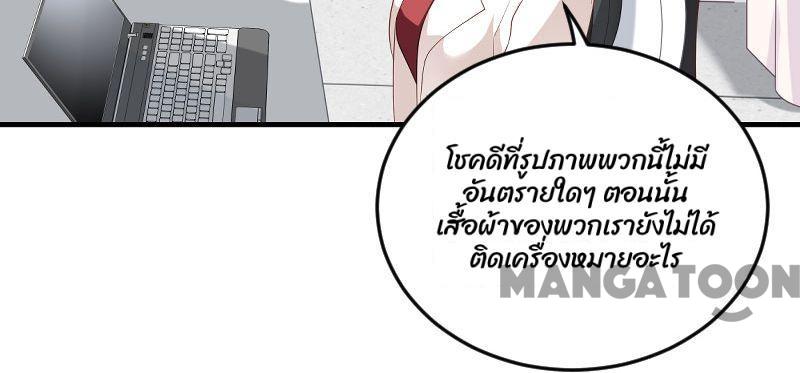 โชคดีที่รูปภาพพวกนี้ไม่มี
อันตรายใดๆ ตอนนั้น
เสื้อผ้าของพวกเรายังไม่ได้
ติดเครื่องหมายอะไร
MANGATOON